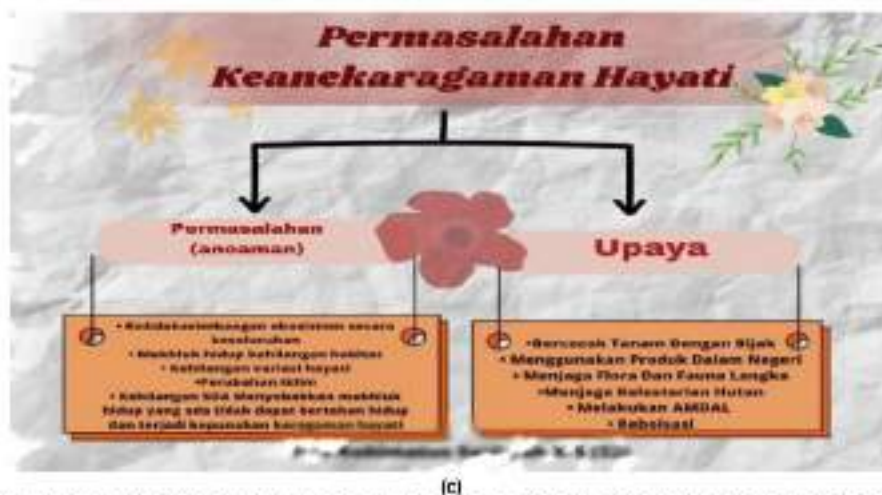 Permasalahan
Keanekaragaman Hayati
Permasalahan
(ancaman)
Upaya
• Ketidakseimbangan ekosistem secara
keseluruhan
• Makhluk hidup kehilangan habitat
• Kehilangan variasi hayati
•Perubahan Iklim
• Kehilangan SDA Menyebabkan makhluk
hidup yang ada tidak dapat bertahan hidup
dan terjadi kepunahan karagaman hayati
•Bercocok Tanam Dengan Bijak
• Menggunakan Produk Dalam Negeri
• Menjaga Flora Dan Fauna Langka
•Menjaga Kelestarian Hutan
• Melakukan AMDAL
• Reboisasi
(c)